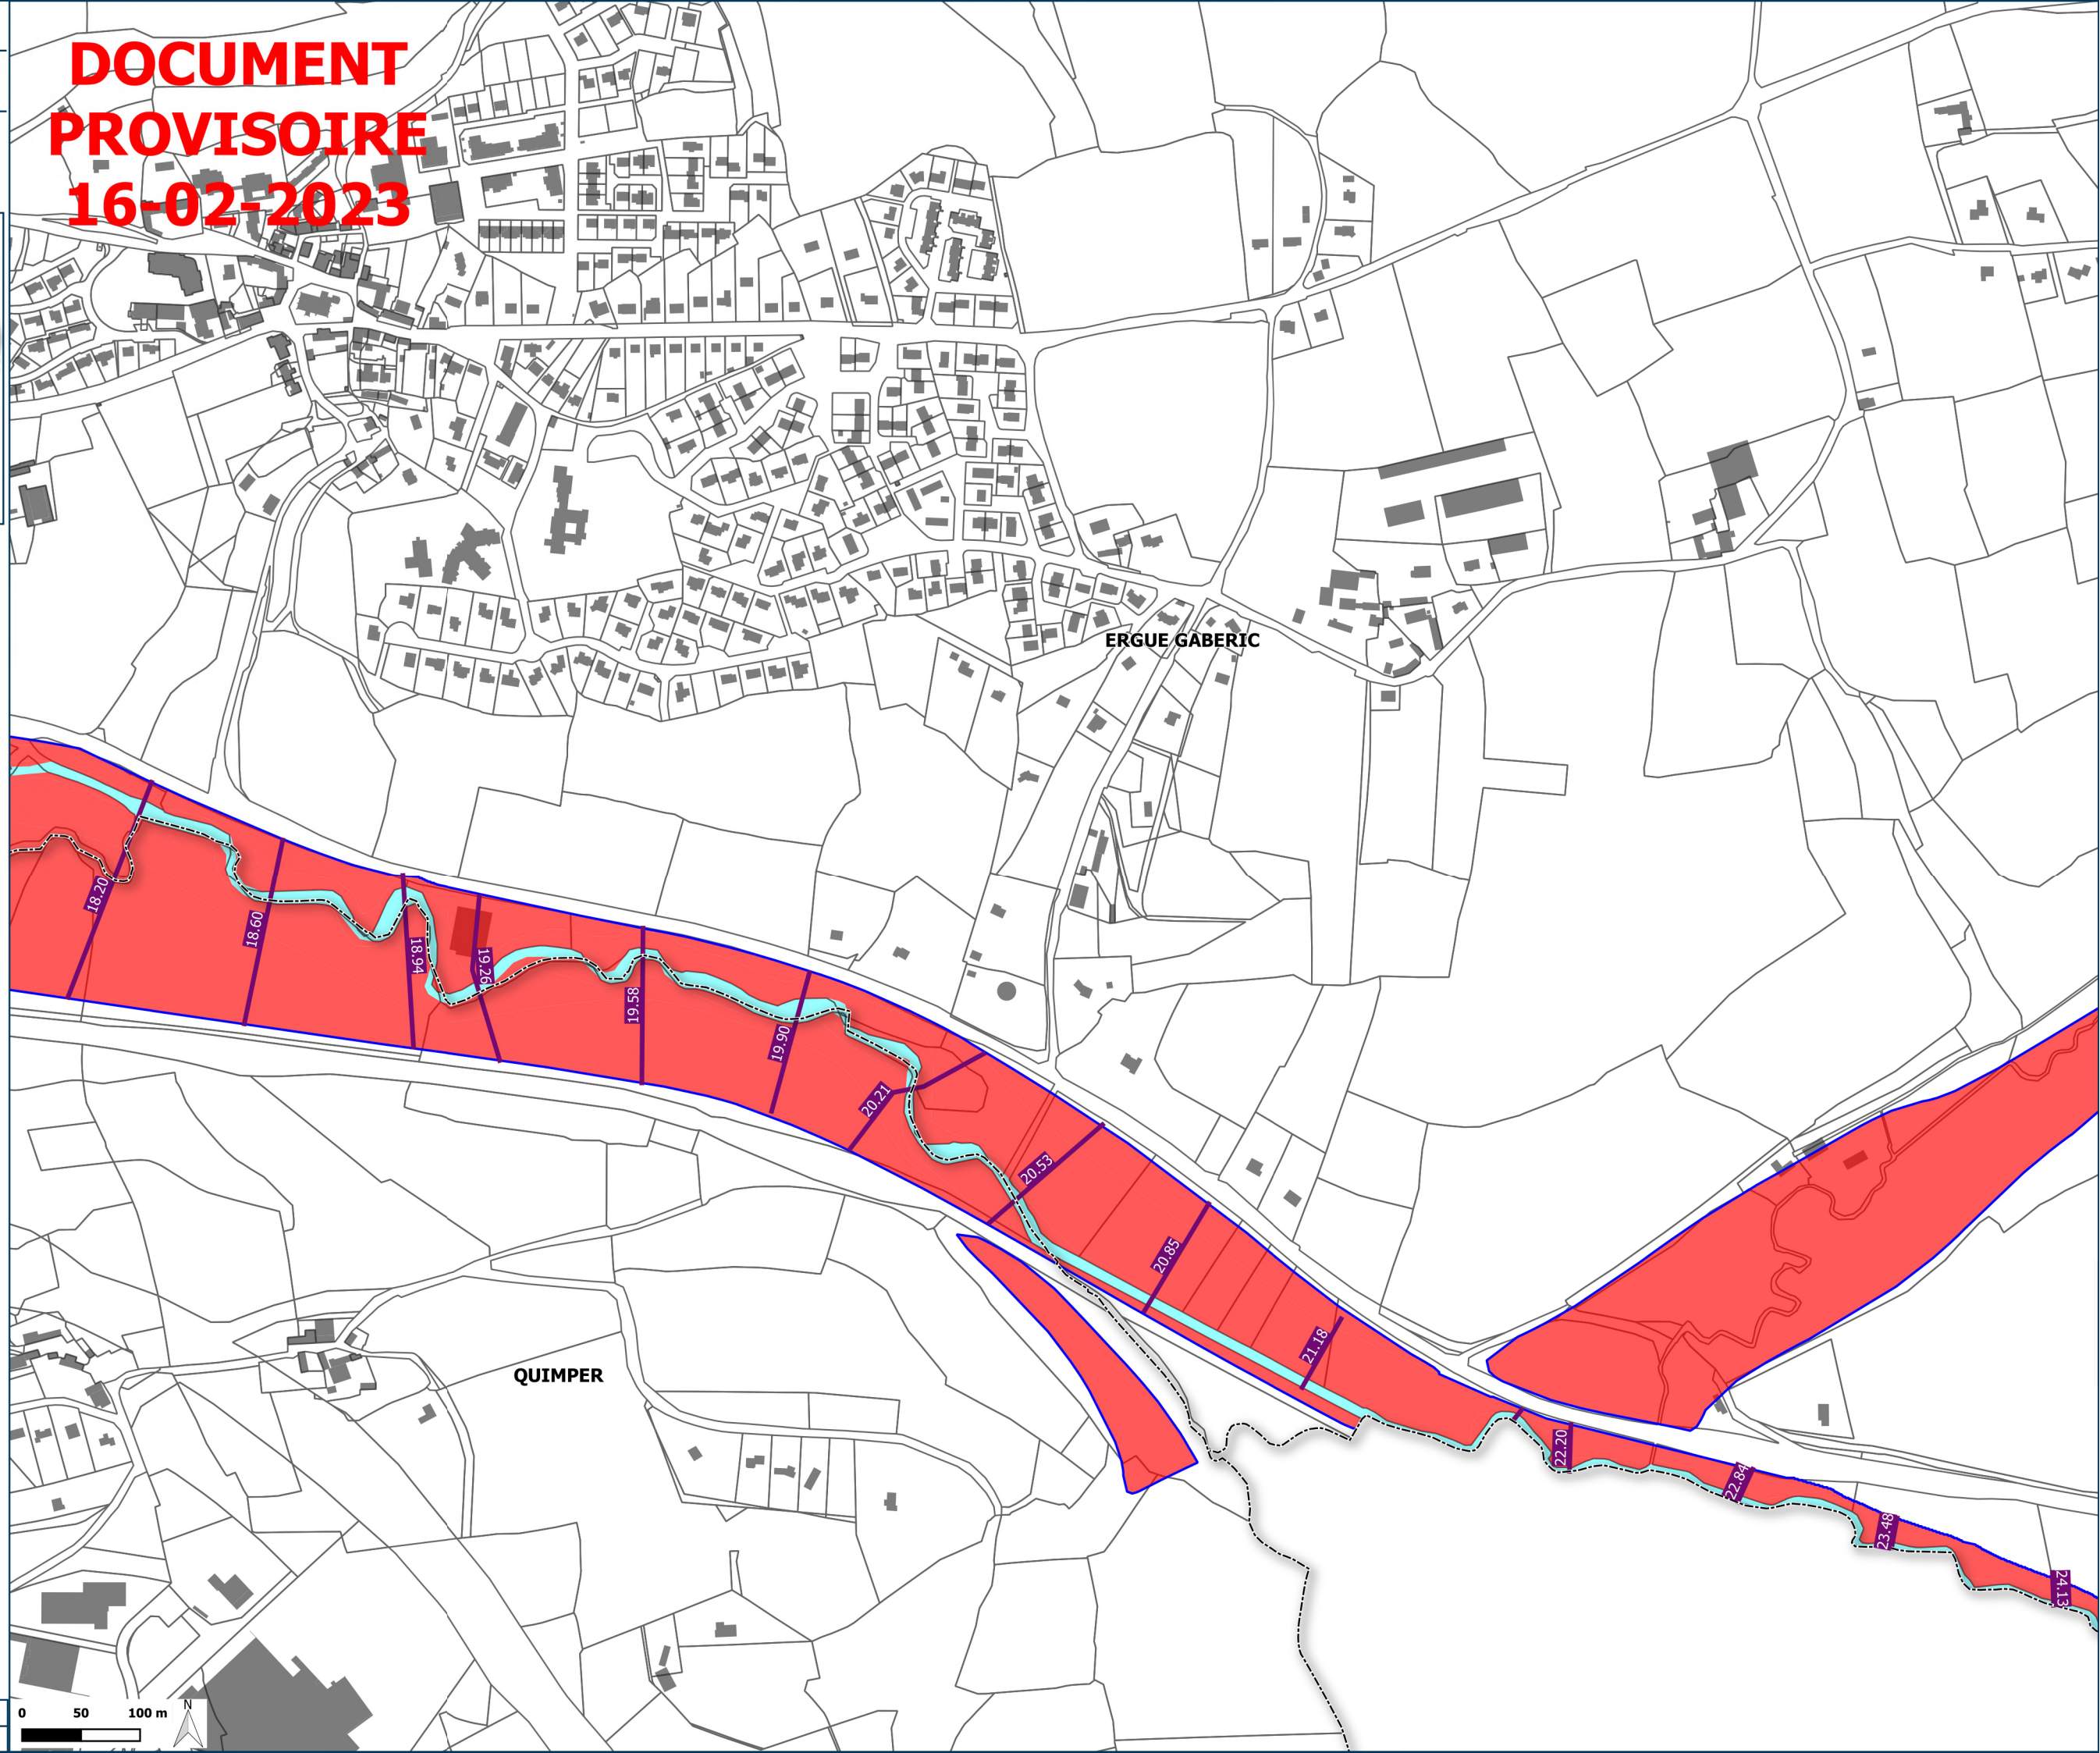 DOCUMENT
PROVISOIRE
16-02-2023
ERGUE GABERIC
18.20
18.60
18.94
19.26
19.58
19.90
20.21
20.53
20.85
21.18
22.20
22.84
23.48
24.13
QUIMPER
0 50 100 m
N